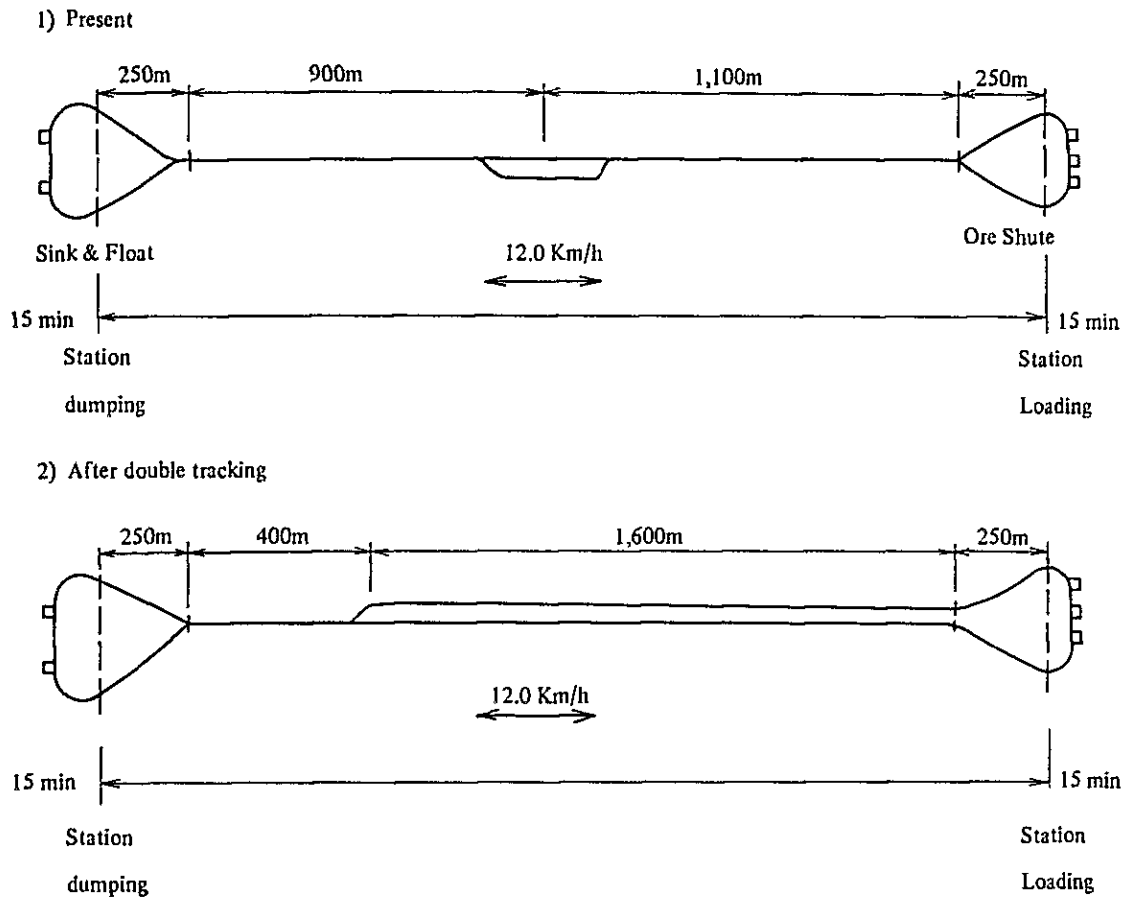 1) Present
250m 900m 1,100m 250m
Sink & Float Ore Shute
12.0 Km/h
15 min 15 min
Station Station
dumping Loading
2) After double tracking
250m 400m 1,600m 250m
12.0 Km/h
15 min 15 min
Station Station
dumping Loading